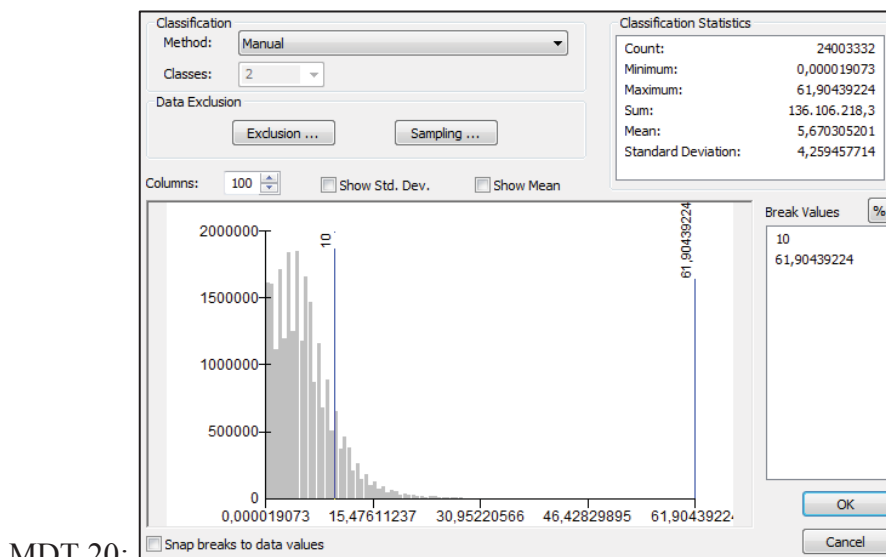 Classification
Method: Manual
Classes: 2
Data Exclusion
Exclusion ... Sampling ...
Classification Statistics
Count: 24003332
Minimum: 0,000019073
Maximum: 61,90439224
Sum: 136.106.218,3
Mean: 5,670305201
Standard Deviation: 4,259457714
Columns: 100 Show Std. Dev. Show Mean
Break Values %
10
61,90439224
10
61,90439224
2000000
1500000
1000000
500000
0
0,000019073 15,47611237 30,95220566 46,42829895 61,9043922
OK
MDT 20: Snap breaks to data values Cancel